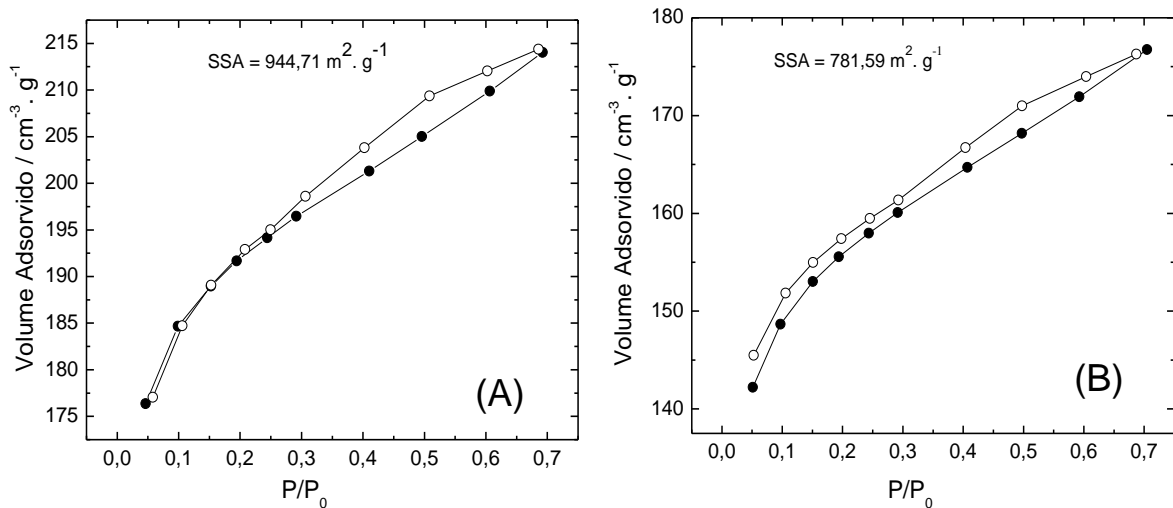 SSA = 944,71 m². g⁻¹
215
210
205
200
195
190
185
180
175
Volume Adsorvido / cm⁻³. g⁻¹
(A)
0,0 0,1 0,2 0,3 0,4 0,5 0,6 0,7
P/P₀
SSA = 781,59 m². g⁻¹
180
170
160
150
140
Volume Adsorvido / cm⁻³. g⁻¹
(B)
0,0 0,1 0,2 0,3 0,4 0,5 0,6 0,7
P/P₀